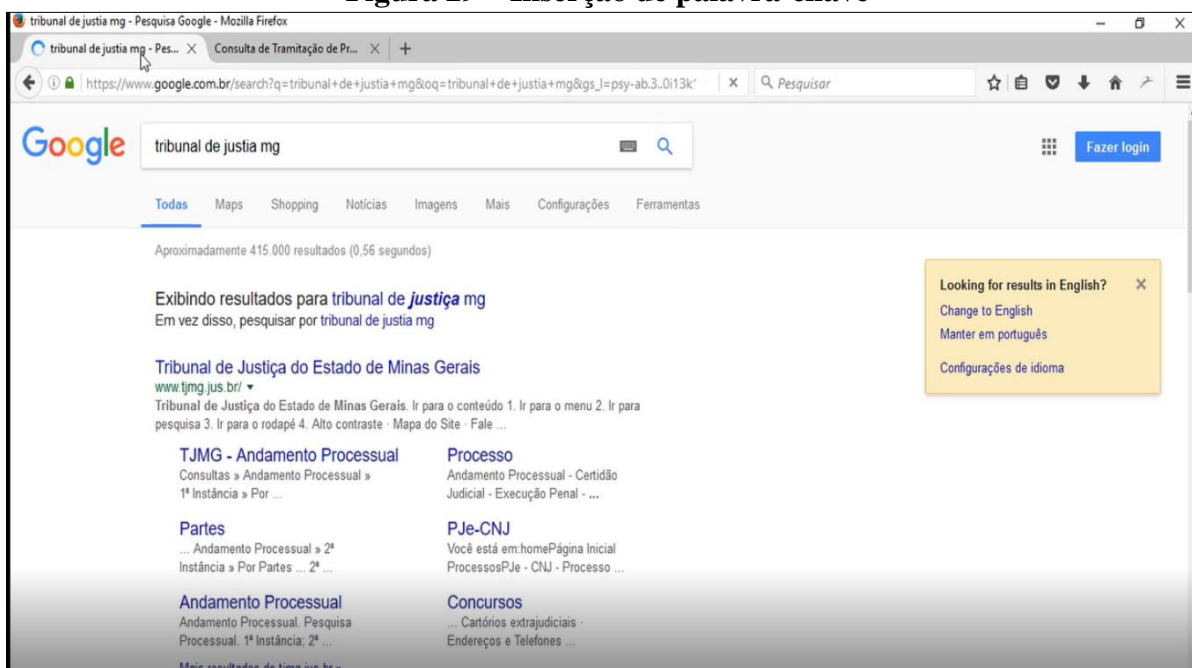 tribunal de justia mg - Pesquisa Google - Mozilla Firefox
tribunal de justia mg - Pes... Consulta de Tramitação de Pr...
https://www.google.com.br/search?q=tribunal+de+justia+mg&oq=tribunal+de+justia+mg&gs_l=psy-ab.3..0i13k1 Pesquisar
Google tribunal de justia mg Fazer login
Todas Maps Shopping Notícias Imagens Mais Configurações Ferramentas
Aproximadamente 415.000 resultados (0,56 segundos)
Exibindo resultados para tribunal de justiça mg
Em vez disso, pesquisar por tribunal de justia mg
Looking for results in English?
Change to English
Manter em português
Configurações de idioma
Tribunal de Justiça do Estado de Minas Gerais
www.tjmg.jus.br/
Tribunal de Justiça do Estado de Minas Gerais. Ir para o conteúdo 1. Ir para o menu 2. Ir para
pesquisa 3. Ir para o rodapé 4. Alto contraste · Mapa do Site · Fale ...
TJMG - Andamento Processual
Consultas » Andamento Processual »
1ª Instância » Por ...
Processo
Andamento Processual - Certidão
Judicial - Execução Penal - ...
Partes
... Andamento Processual » 2ª
Instância » Por Partes ... 2ª ...
PJe-CNJ
Você está em:homePágina Inicial
ProcessosPJe - CNJ - Processo ...
Andamento Processual
Andamento Processual. Pesquisa
Processual. 1ª Instância; 2ª ...
Concursos
... Cartórios extrajudiciais ·
Endereços e Telefones ...
Mais resultados de tjmg.jus.br »